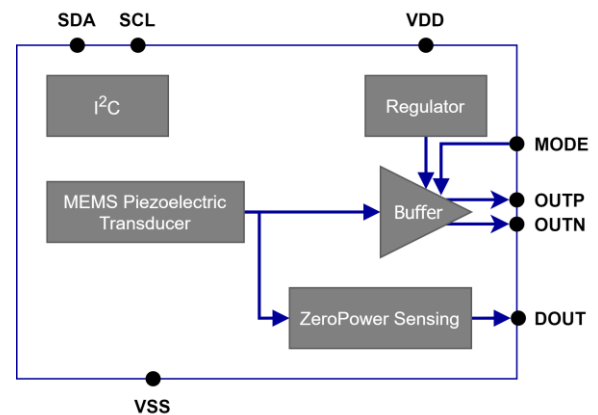 SDA SCL VDD
I²C
Regulator
MODE
MEMS Piezoelectric
Transducer
Buffer
OUTP
OUTN
ZeroPower Sensing
DOUT
VSS